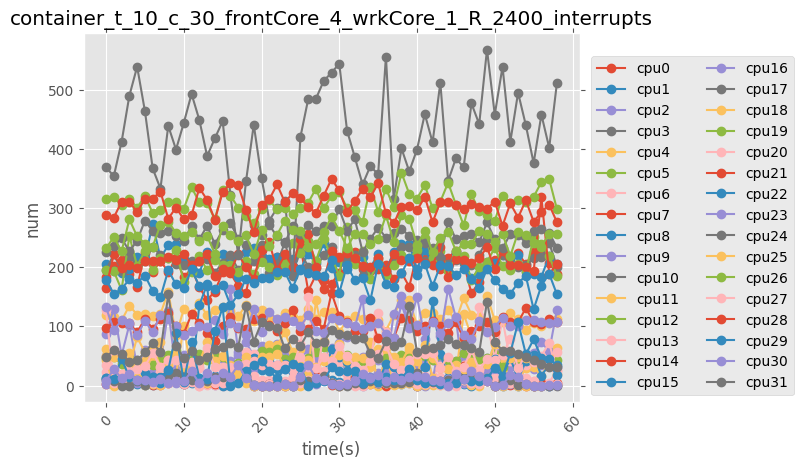 container_t_10_c_30_frontCore_4_wrkCore_1_R_2400_interrupts
num
500
400
300
200
100
0
0
10
20
30
40
50
60
time(s)
cpu0
cpu1
cpu2
cpu3
cpu4
cpu5
cpu6
cpu7
cpu8
cpu9
cpu10
cpu11
cpu12
cpu13
cpu14
cpu15
cpu16
cpu17
cpu18
cpu19
cpu20
cpu21
cpu22
cpu23
cpu24
cpu25
cpu26
cpu27
cpu28
cpu29
cpu30
cpu31